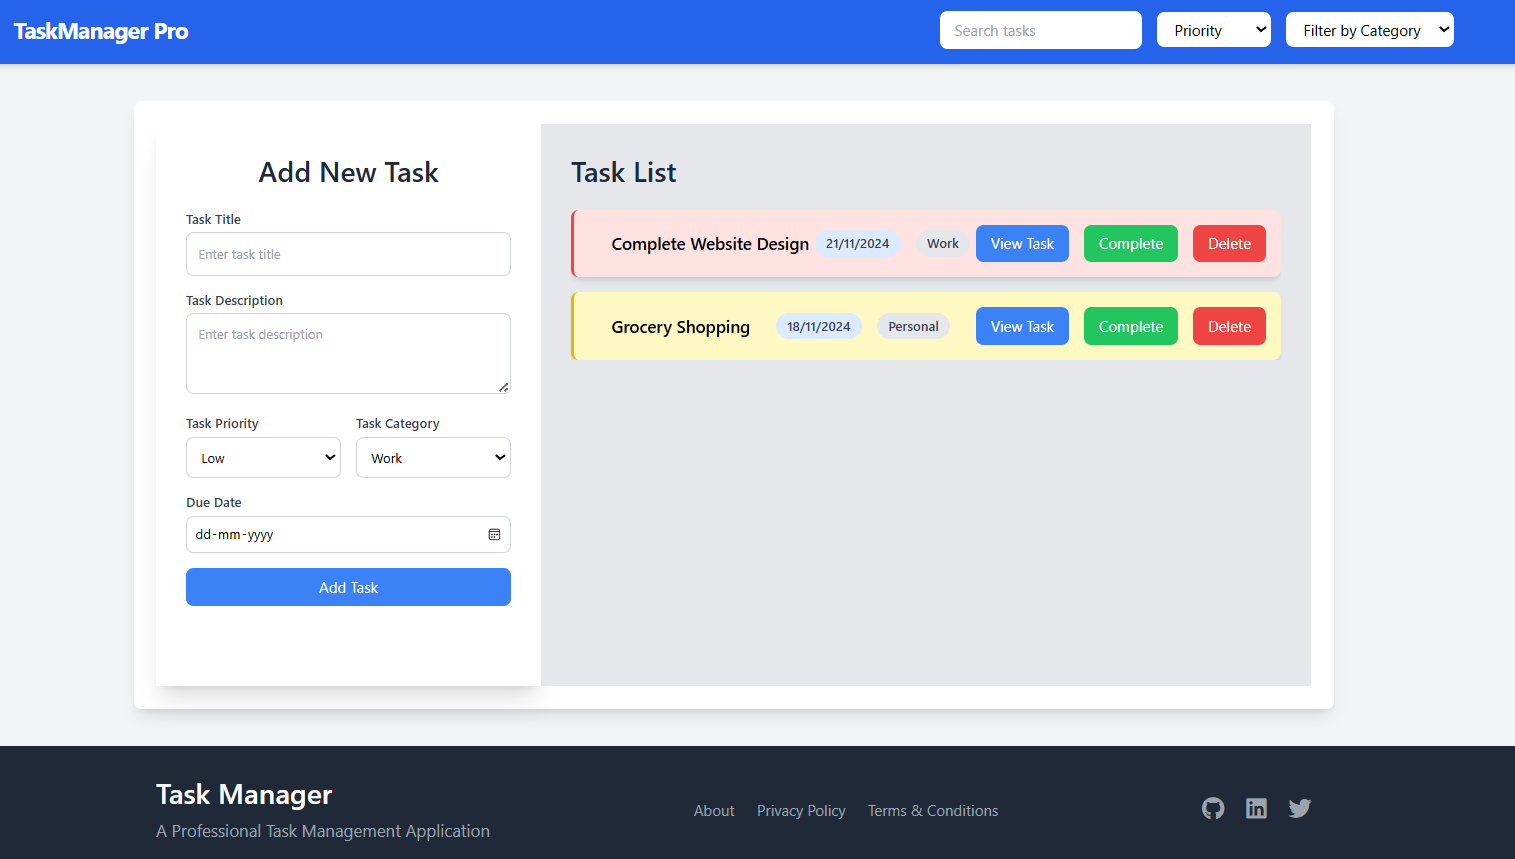 TaskManager Pro
Search tasks
Priority
Filter by Category
Add New Task
Task Title
Enter task title
Task Description
Enter task description
Task Priority
Task Category
Low
Work
Due Date
dd-mm-yyyy
Add Task
Task List
Complete Website Design 21/11/2024 Work View Task Complete Delete
Grocery Shopping 18/11/2024 Personal View Task Complete Delete
Task Manager
A Professional Task Management Application
About Privacy Policy Terms & Conditions
in